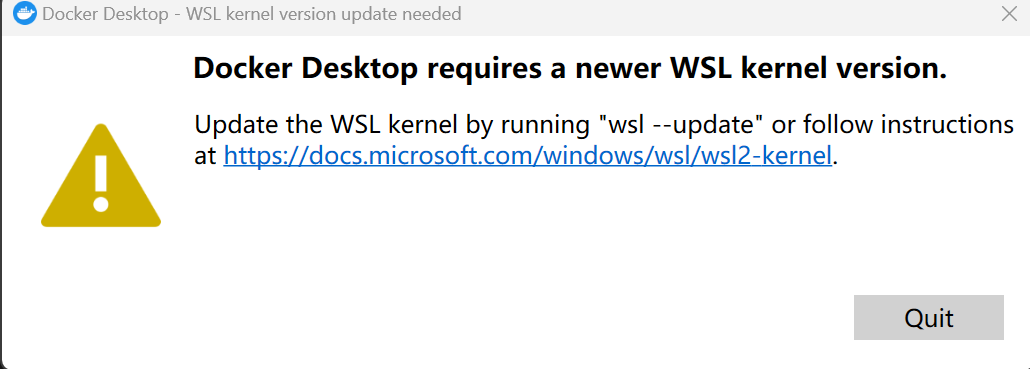 Docker Desktop - WSL kernel version update needed
Docker Desktop requires a newer WSL kernel version.
Update the WSL kernel by running "wsl --update" or follow instructions
at https://docs.microsoft.com/windows/wsl/wsl2-kernel.
Quit